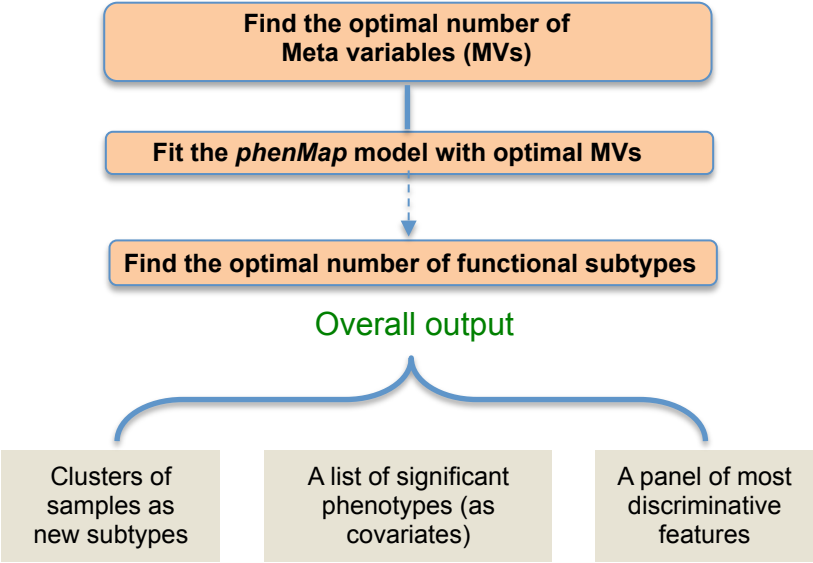 Find the optimal number of
Meta variables (MVs)
Fit the phenMap model with optimal MVs
Find the optimal number of functional subtypes
Overall output
Clusters of
samples as
new subtypes
A list of significant
phenotypes (as
covariates)
A panel of most
discriminative
features